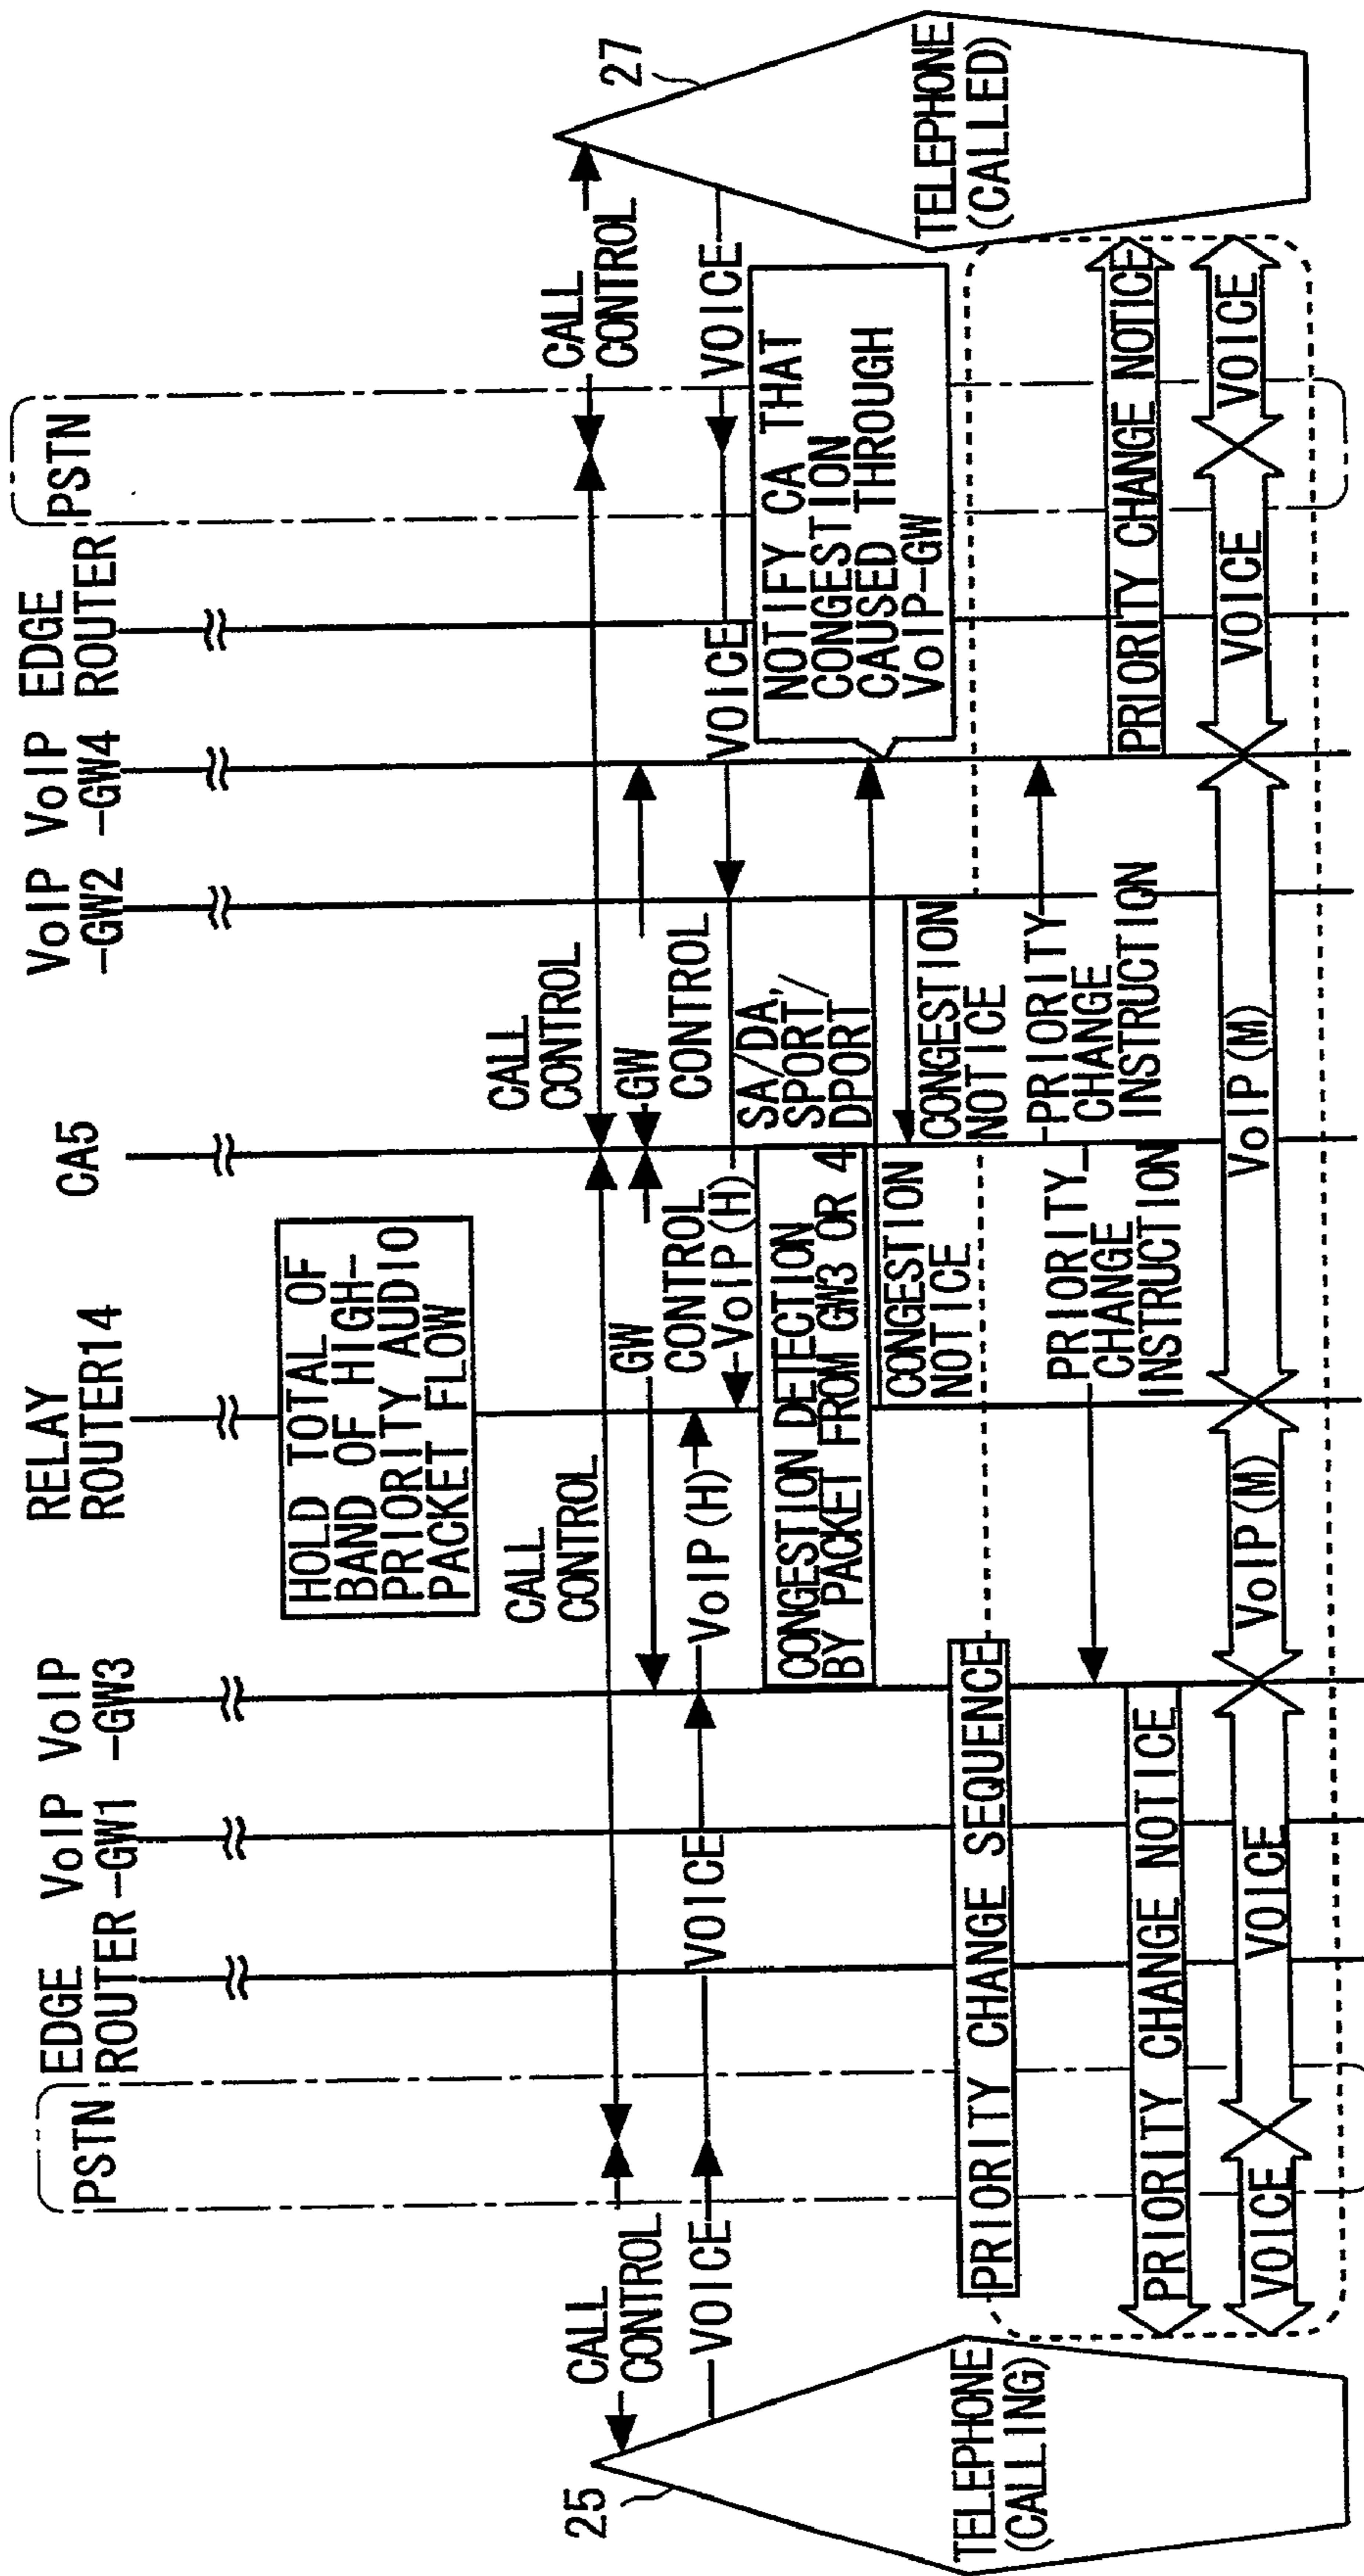 PSTN
EDGE
ROUTER
VoIP
-GW1
VoIP
-GW3
RELAY
ROUTER14
CA5
VoIP
-GW2
VoIP
-GW4
EDGE
ROUTER
PSTN
HOLD TOTAL OF
BAND OF HIGH-
PRIORITY AUDIO
PACKET FLOW
25
27
CALL
CONTROL
CALL
CONTROL
CALL
CONTROL
CALL
CONTROL
GW
CONTROL
GW
CONTROL
VOICE
VOICE
VoIP(H)
VoIP(H)
VOICE
VOICE
CONGESTION DETECTION
BY PACKET FROM GW3 OR 4
SA/DA,
SPORT/
DPORT
NOTIFY CA THAT
CONGESTION
CAUSED THROUGH
VoIP-GW
CONGESTION
NOTICE
CONGESTION
NOTICE
PRIORITY CHANGE SEQUENCE
PRIORITY
CHANGE
INSTRUCTION
PRIORITY
CHANGE
INSTRUCTION
PRIORITY CHANGE NOTICE
PRIORITY CHANGE NOTICE
VOICE
VOICE
VoIP(M)
VoIP(M)
VOICE
VOICE
TELEPHONE
(CALLING)
TELEPHONE
(CALLED)